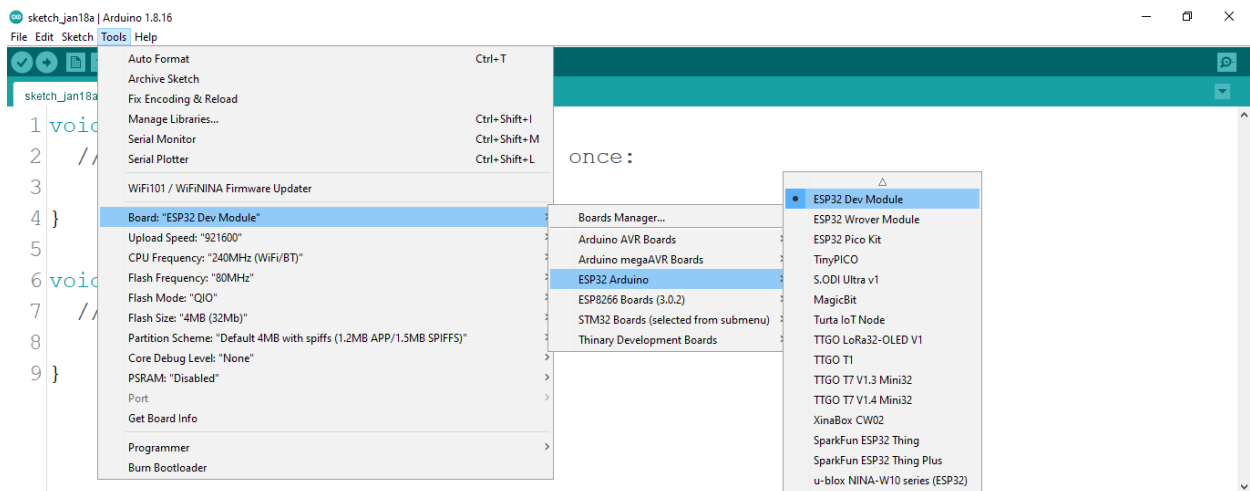 sketch_jan18a | Arduino 1.8.16
File Edit Sketch Tools Help
sketch_jan18a
Auto Format Ctrl+T
Archive Sketch
Fix Encoding & Reload
Manage Libraries... Ctrl+Shift+I
Serial Monitor Ctrl+Shift+M
Serial Plotter Ctrl+Shift+L
WiFi101 / WiFiNINA Firmware Updater
Board: "ESP32 Dev Module"
Upload Speed: "921600"
CPU Frequency: "240MHz (WiFi/BT)"
Flash Frequency: "80MHz"
Flash Mode: "QIO"
Flash Size: "4MB (32Mb)"
Partition Scheme: "Default 4MB with spiffs (1.2MB APP/1.5MB SPIFFS)"
Core Debug Level: "None"
PSRAM: "Disabled"
Port
Get Board Info
Programmer
Burn Bootloader
Boards Manager...
Arduino AVR Boards
Arduino megaAVR Boards
ESP32 Arduino
ESP8266 Boards (3.0.2)
STM32 Boards (selected from submenu)
Thinary Development Boards
ESP32 Dev Module
ESP32 Wrover Module
ESP32 Pico Kit
TinyPICO
S.ODI Ultra v1
MagicBit
Turta IoT Node
TTGO LoRa32-OLED V1
TTGO T1
TTGO T7 V1.3 Mini32
TTGO T7 V1.4 Mini32
XinaBox CW02
SparkFun ESP32 Thing
SparkFun ESP32 Thing Plus
u-blox NINA-W10 series (ESP32)
1 void
2 // once:
3
4 }
5
6 void
7 //
8
9 }